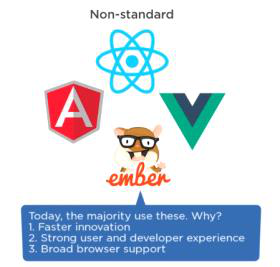 Non-standard
A
ember
Today, the majority use these. Why?
1. Faster innovation
2. Strong user and developer experience
3. Broad browser support